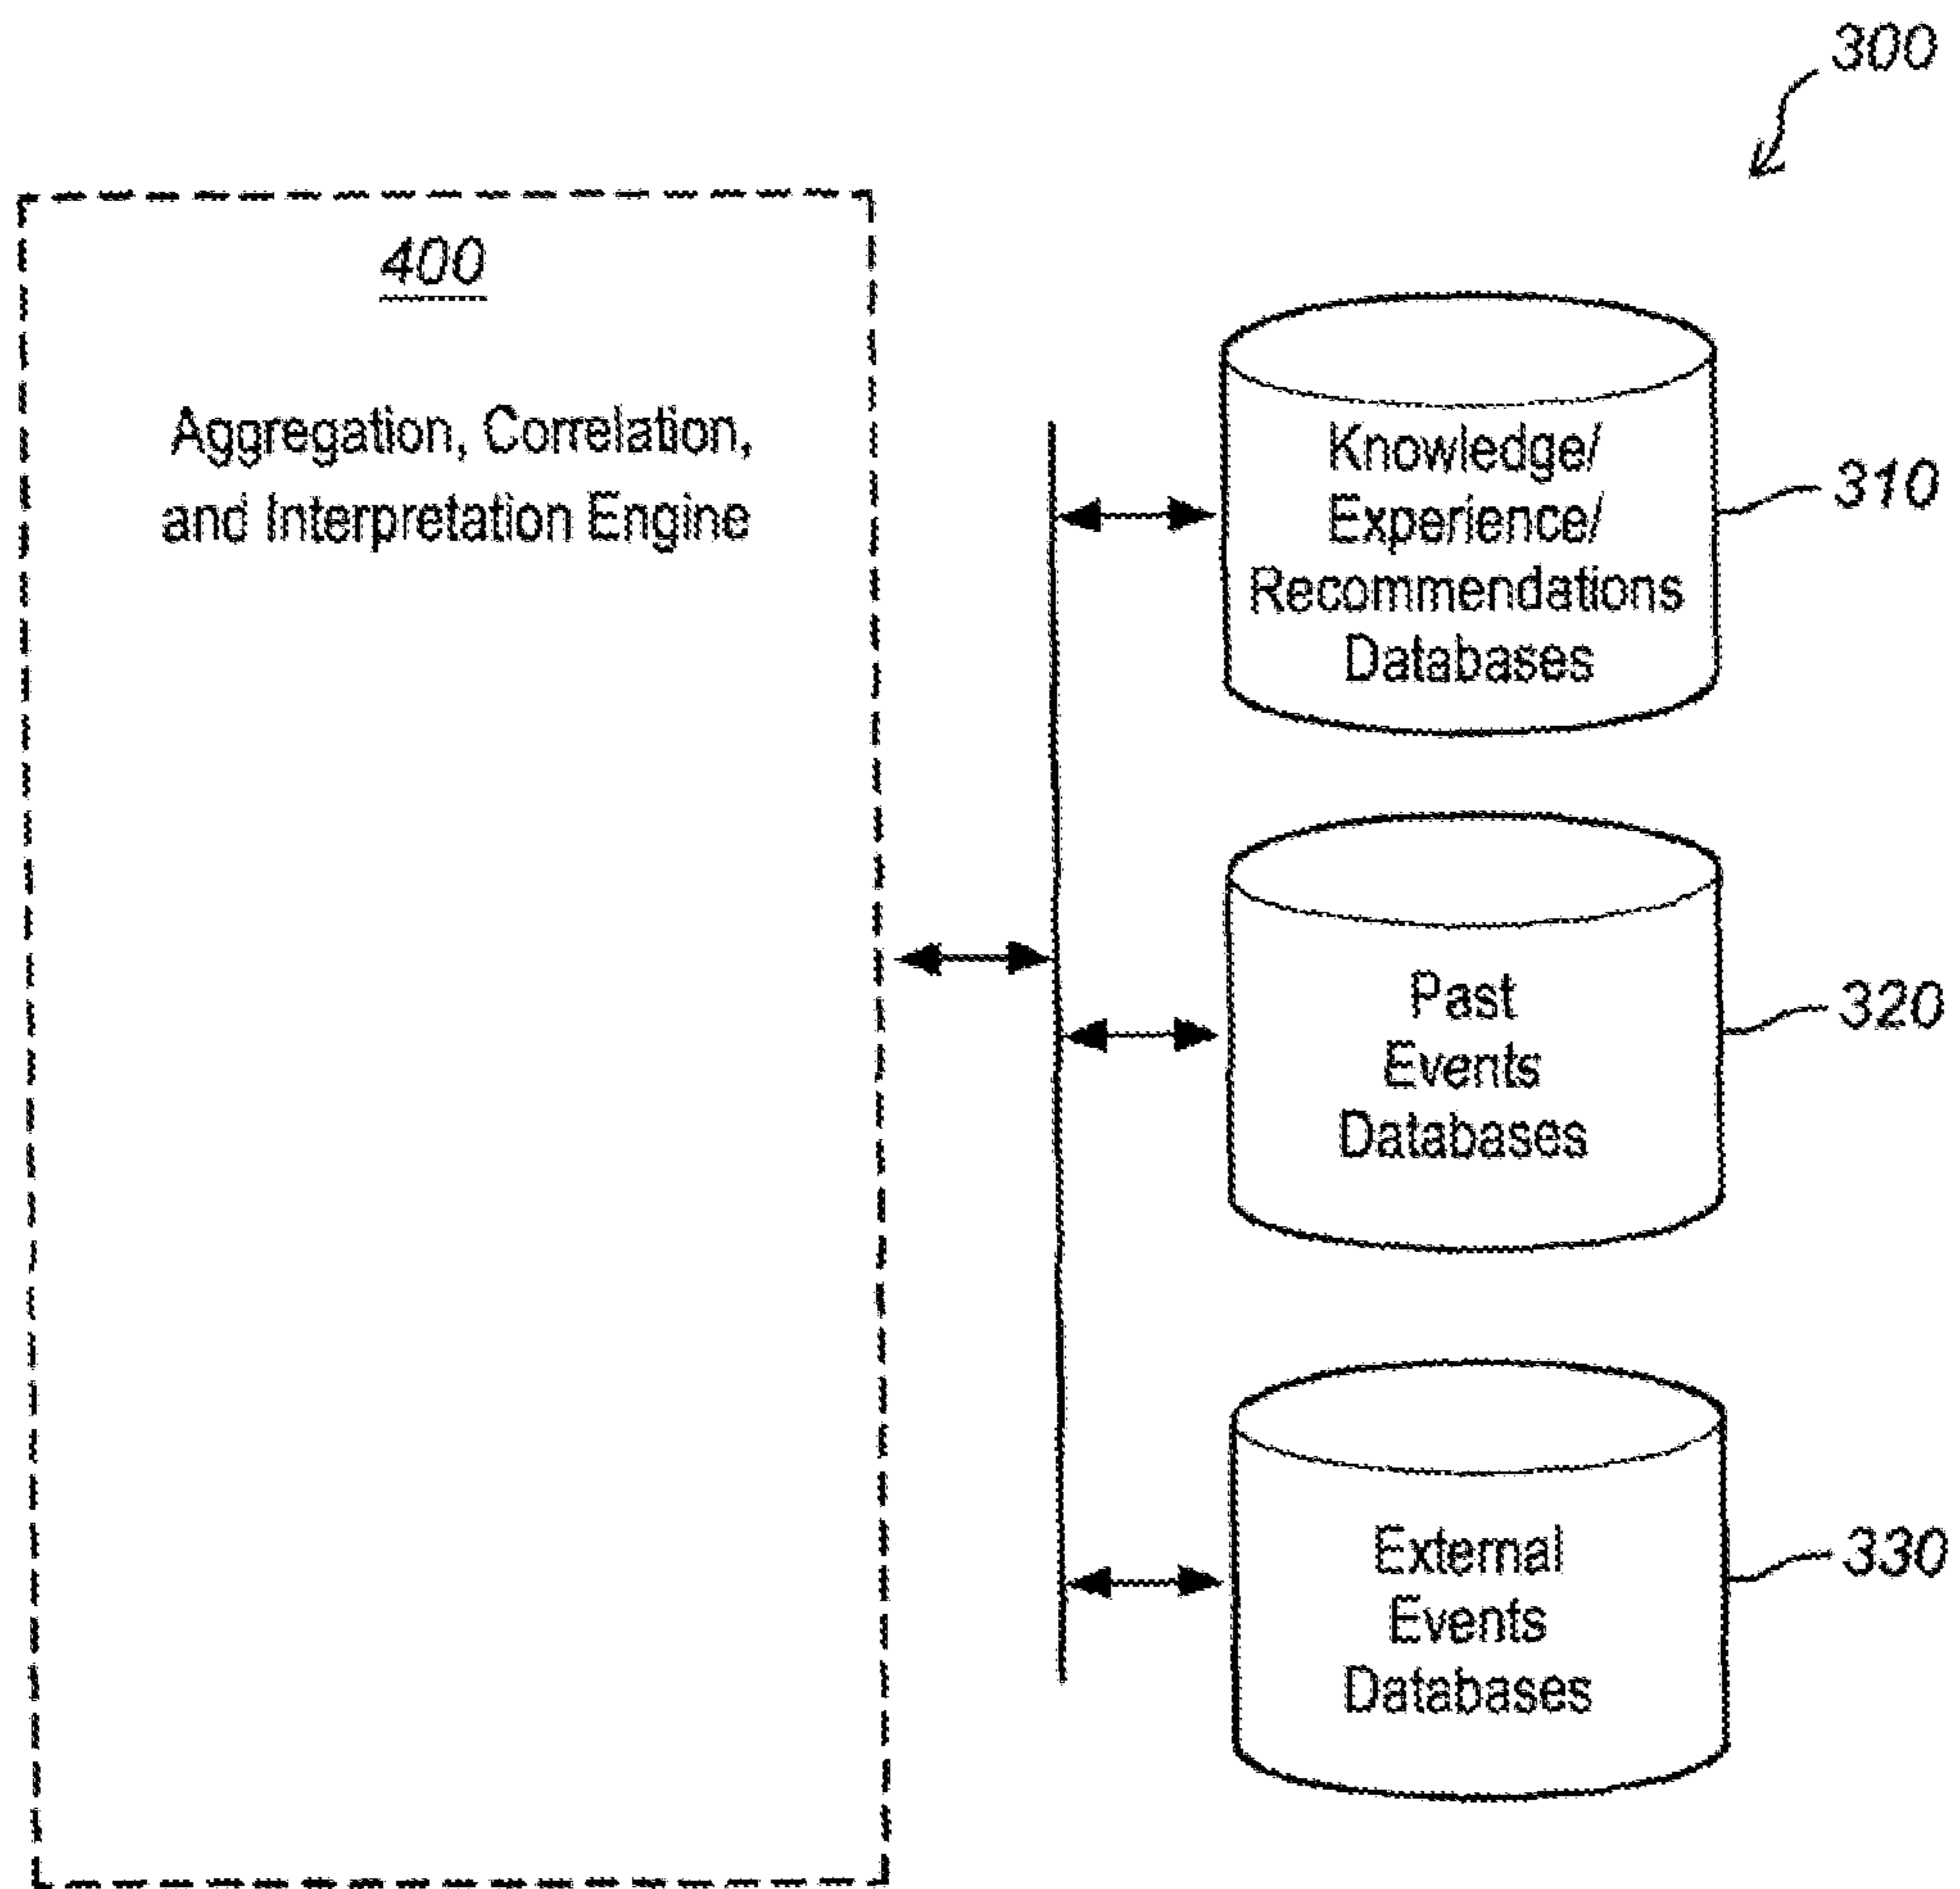 300
400
Aggregation, Correlation,
and Interpretation Engine
Knowledge/
Experience/
Recommendations
Databases
310
Past
Events
Databases
320
External
Events
Databases
330